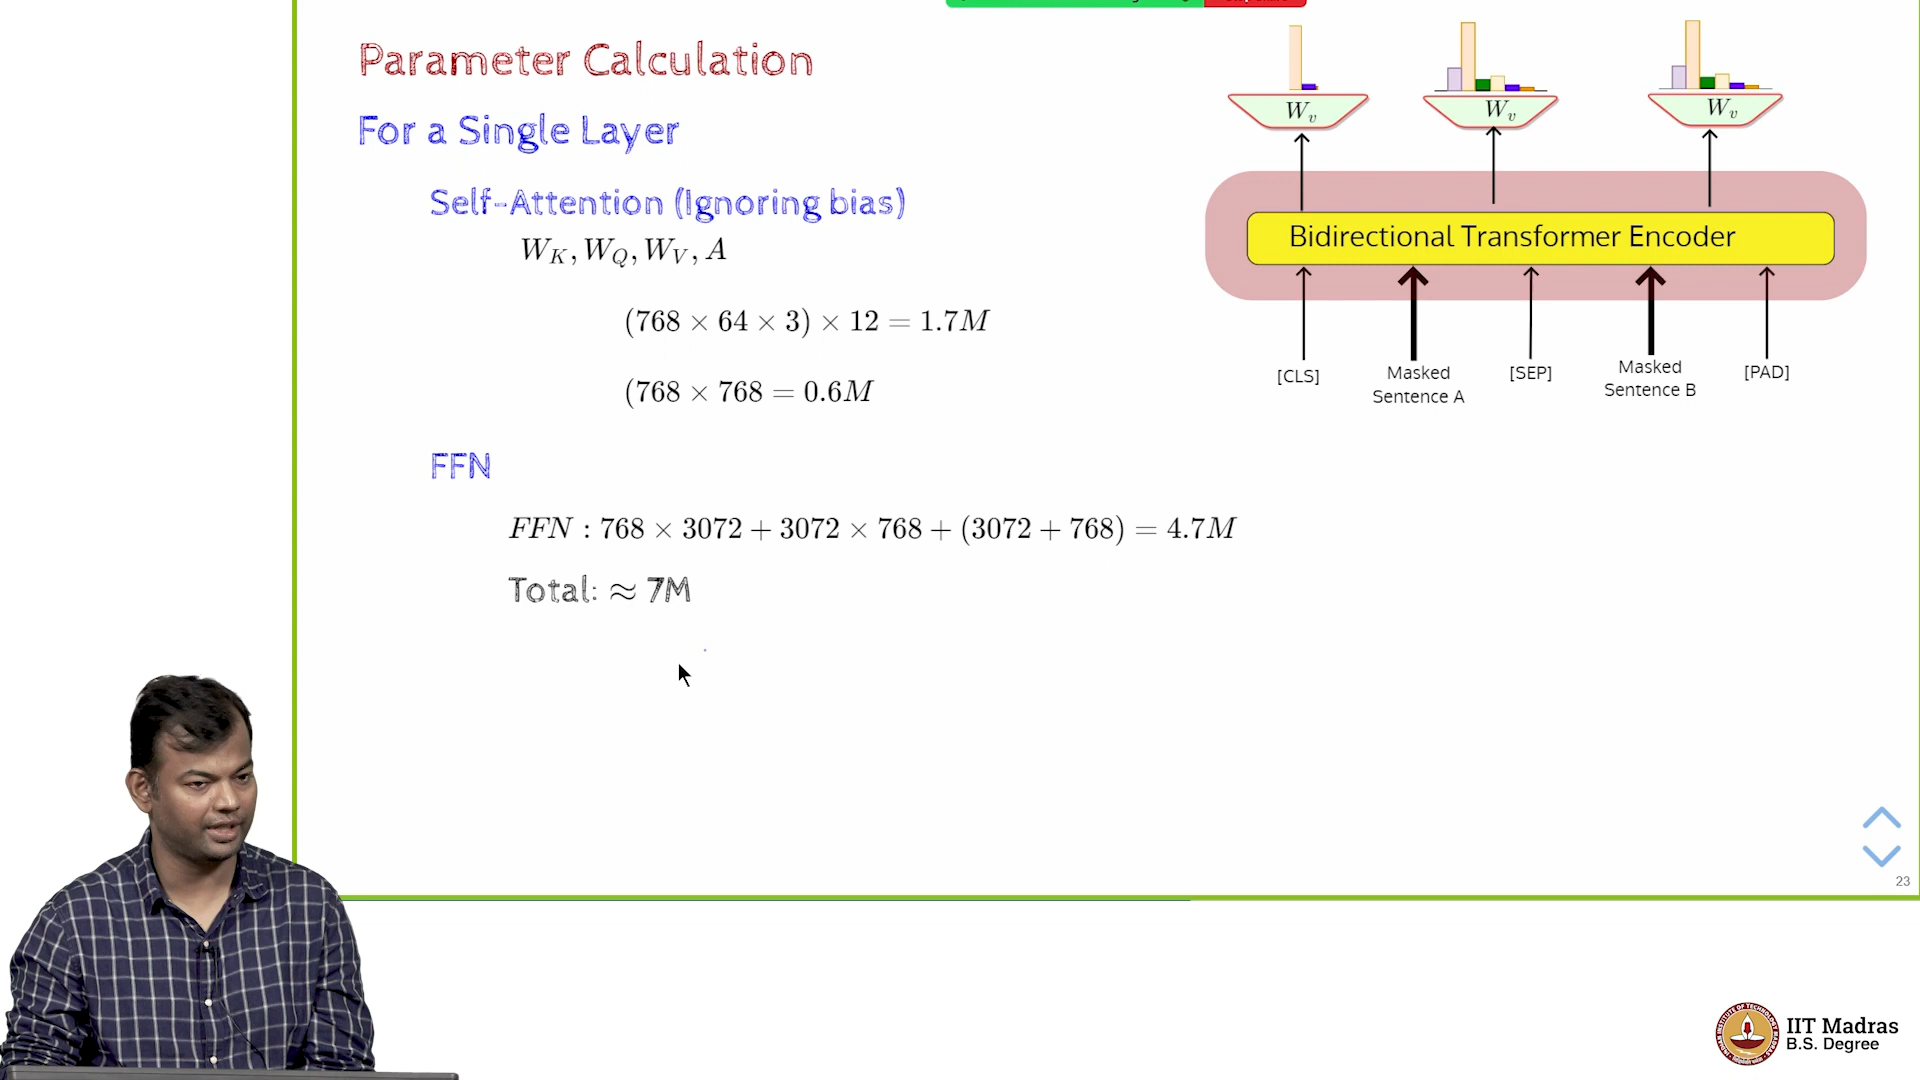 Parameter Calculation
For a Single Layer
Self-Attention (Ignoring bias)
W_K, W_Q, W_V, A
(768 × 64 × 3) × 12 = 1.7M
(768 × 768 = 0.6M
FFN
FFN : 768 × 3072 + 3072 × 768 + (3072 + 768) = 4.7M
Total: ≈ 7M
W_v W_v W_v
Bidirectional Transformer Encoder
[CLS]
Masked
Sentence A
[SEP]
Masked
Sentence B
[PAD]
23
IIT Madras
B.S. Degree